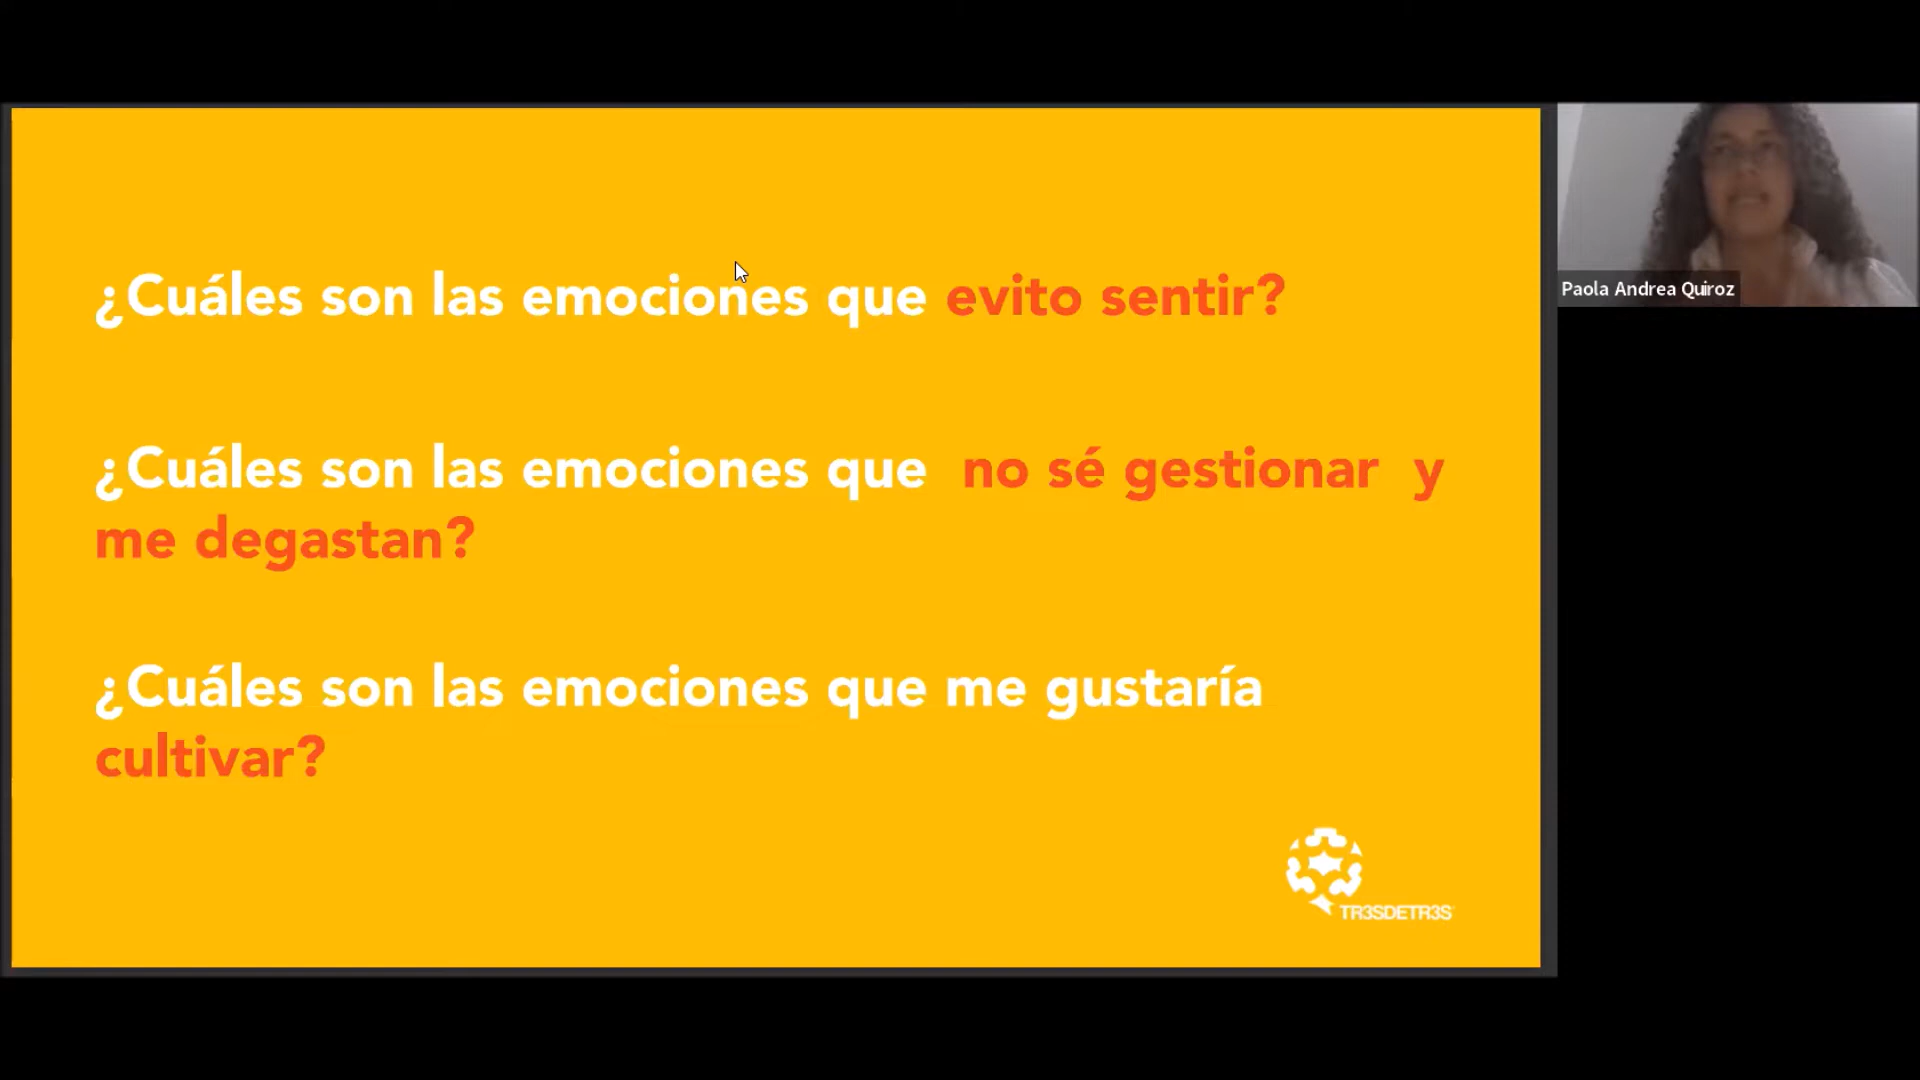 ¿Cuáles son las emociones que evito sentir?
Paola Andrea Quiroz
¿Cuáles son las emociones que no sé gestionar y
me degastan?
¿Cuáles son las emociones que me gustaría
cultivar?
TR3SDETR3S